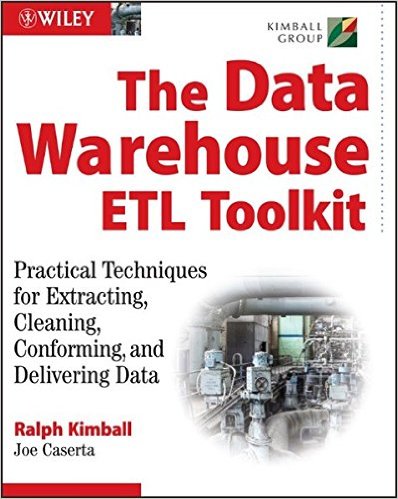 WILEY
KIMBALL
GROUP
The Data
Warehouse
ETL Toolkit
Practical Techniques
for Extracting,
Cleaning,
Conforming, and
Delivering Data
Ralph Kimball
Joe Caserta